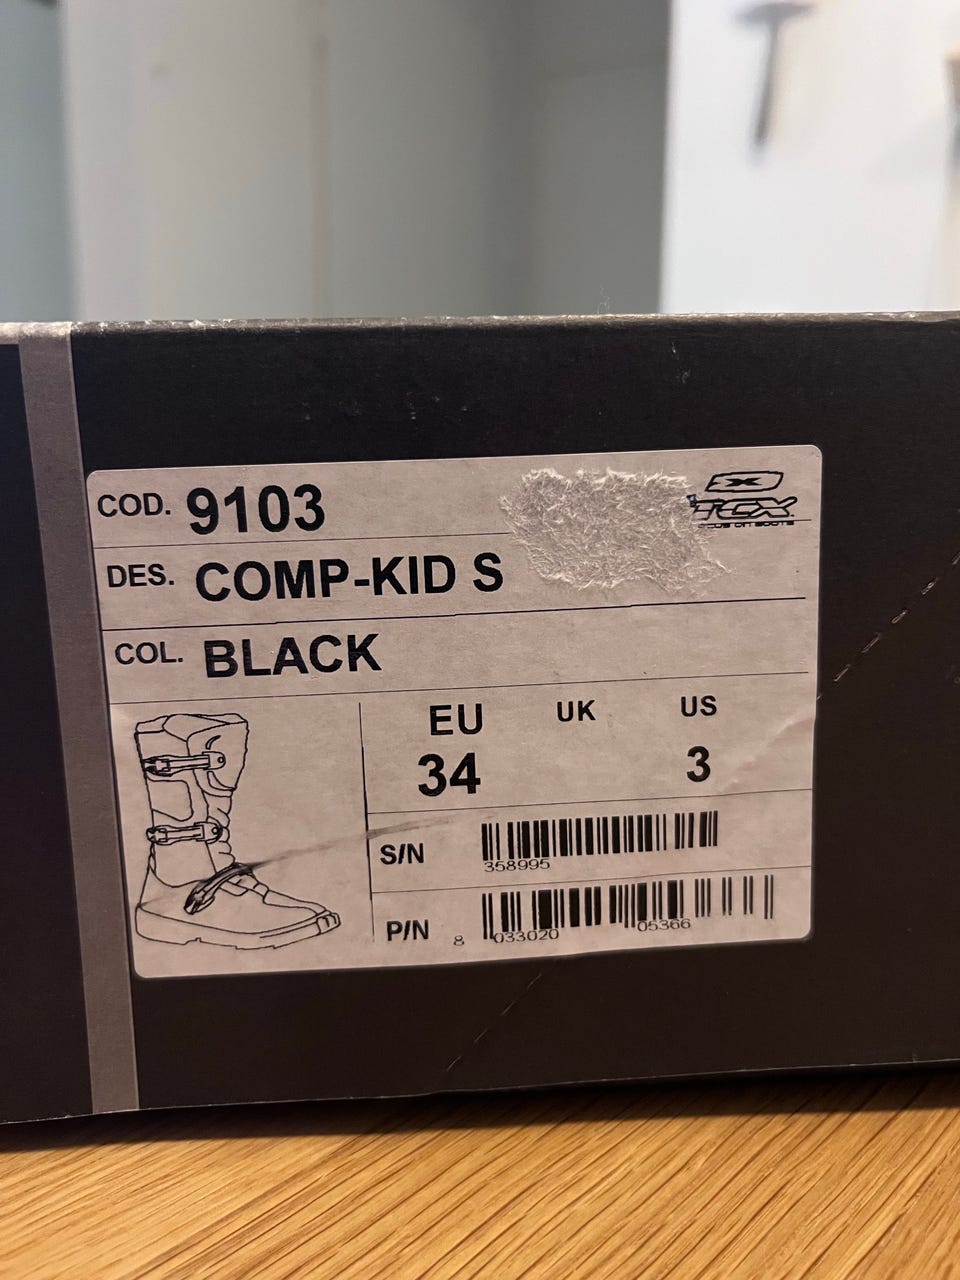 COD. 9103
TCX
DES. COMP-KID S
COL. BLACK
EU UK US
34 3
S/N
358995
P/N
8 033020 05366